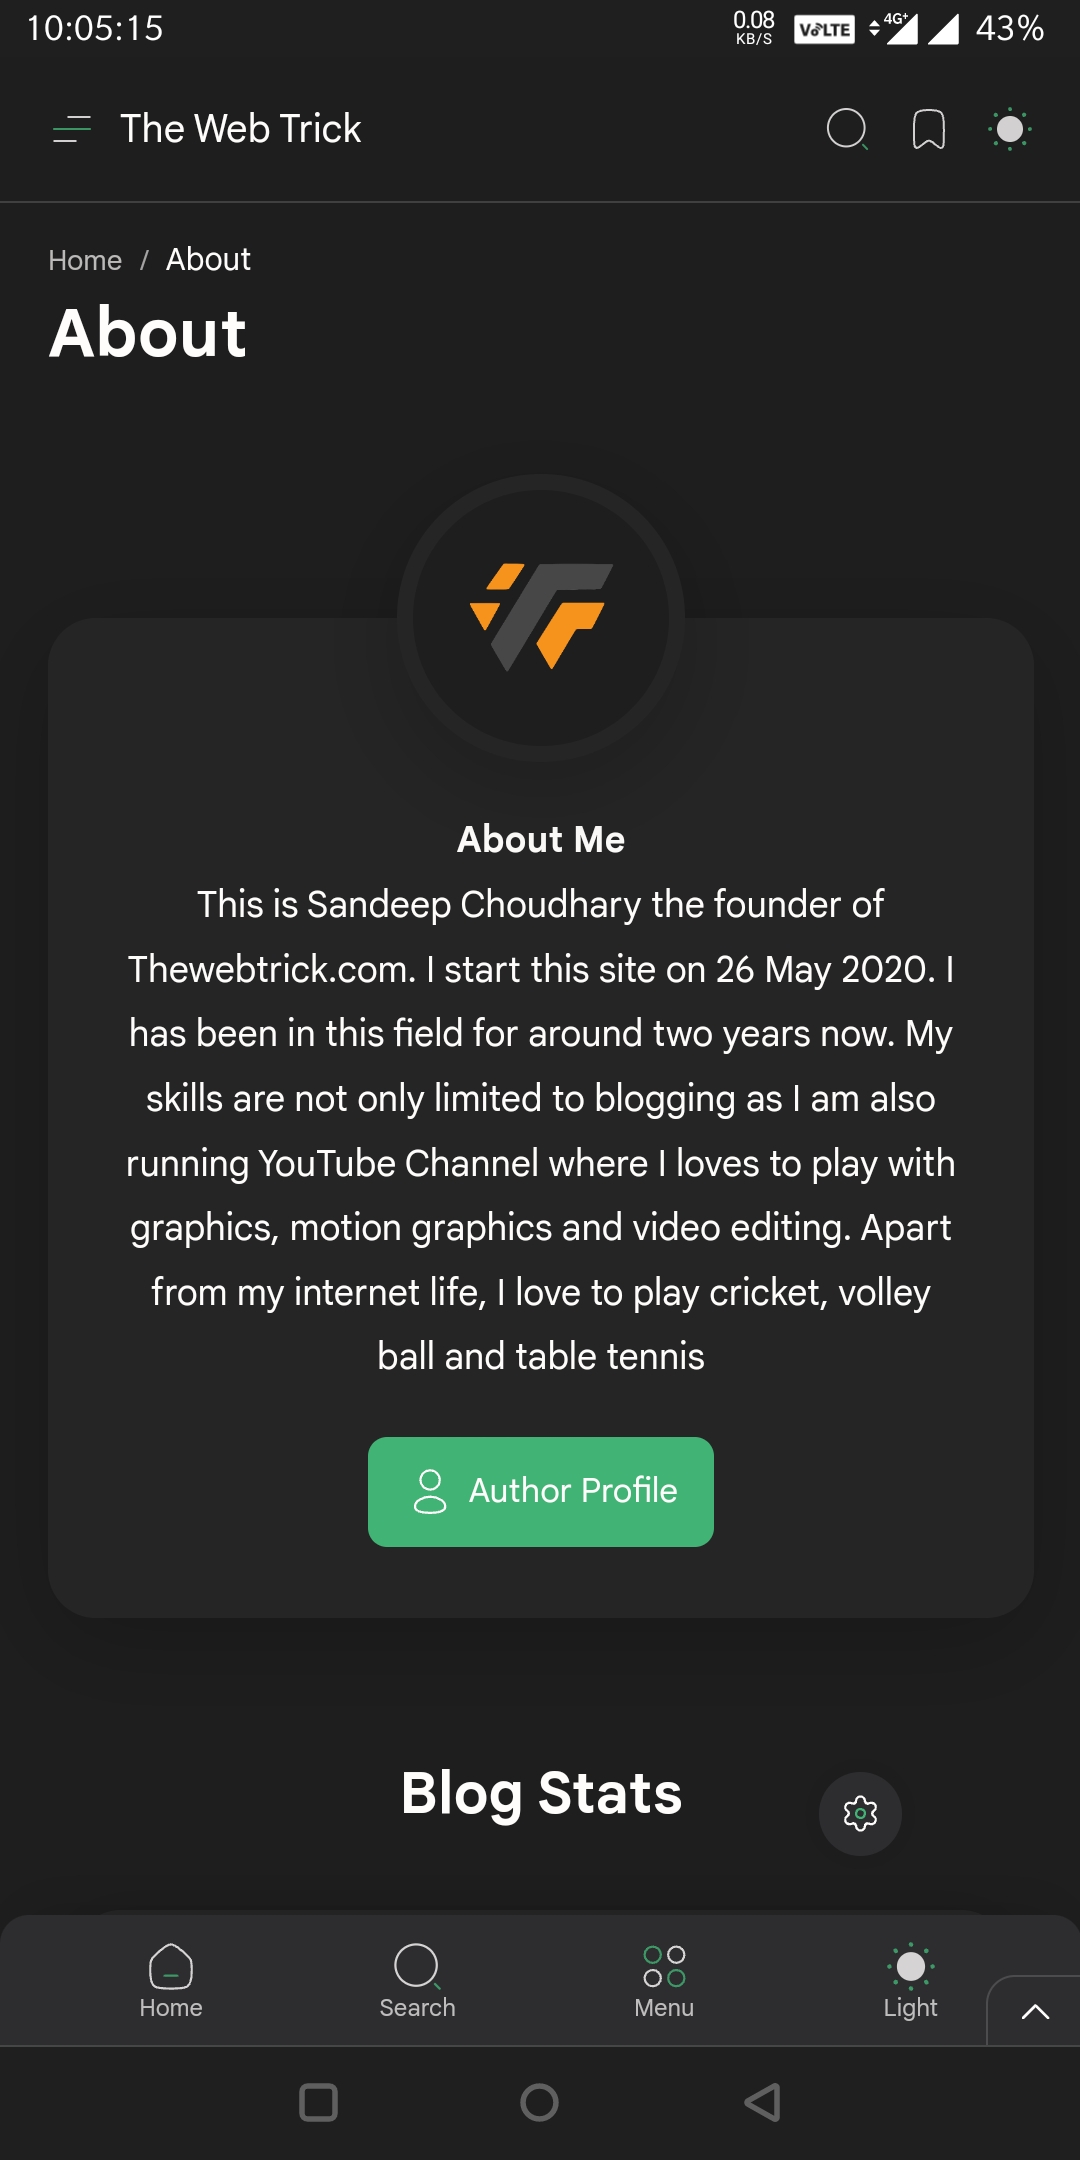 10:05:15
0.08
KB/S
VoLTE
4G+
43%
The Web Trick
Home / About
About
About Me
This is Sandeep Choudhary the founder of
Thewebtrick.com. I start this site on 26 May 2020. I
has been in this field for around two years now. My
skills are not only limited to blogging as I am also
running YouTube Channel where I loves to play with
graphics, motion graphics and video editing. Apart
from my internet life, I love to play cricket, volley
ball and table tennis
Author Profile
Blog Stats
Home
Search
Menu
Light